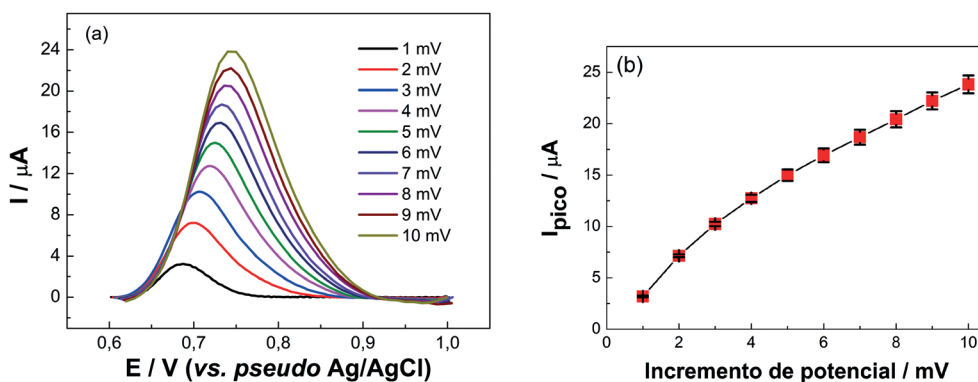 (a)
I / µA
24
20
16
12
8
4
0
0,6 0,7 0,8 0,9 1,0
E / V (vs. pseudo Ag/AgCl)
1 mV
2 mV
3 mV
4 mV
5 mV
6 mV
7 mV
8 mV
9 mV
10 mV
(b)
Ipico / µA
25
20
15
10
5
0
0 2 4 6 8 10
Incremento de potencial / mV